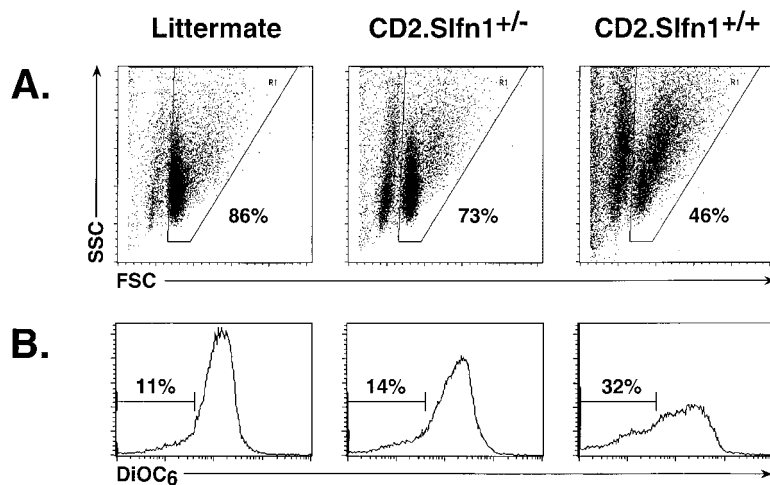 Littermate CD2.Slfn1+/- CD2.Slfn1+/+
A.
SSC
R1 R1 R1
86% 73% 46%
FSC
B.
11% 14% 32%
DiOC6